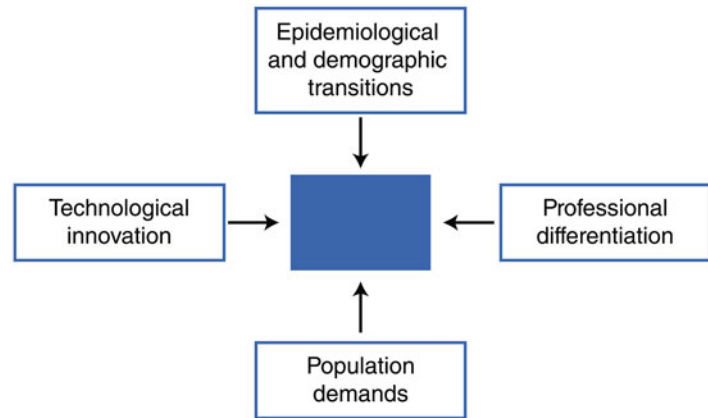 Epidemiological
and demographic
transitions
Technological
innovation
Professional
differentiation
Population
demands